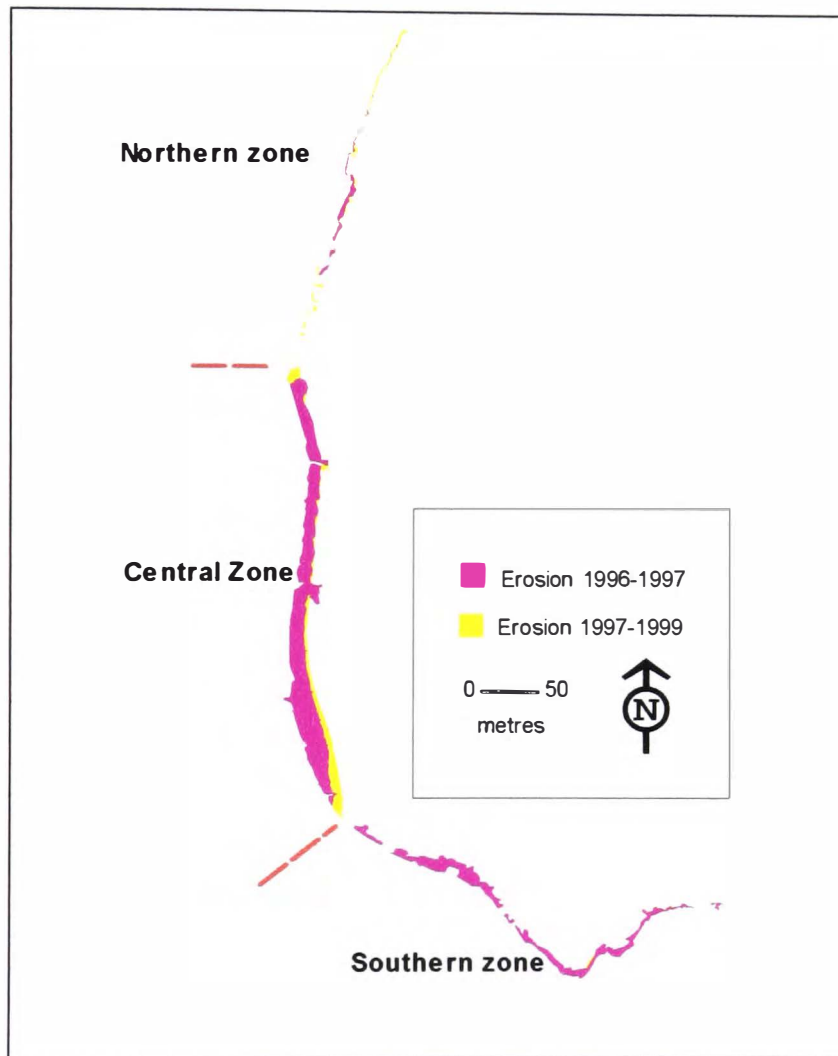 Northern zone
Central Zone
Erosion 1996-1997
Erosion 1997-1999
0 50
metres
N
Southern zone